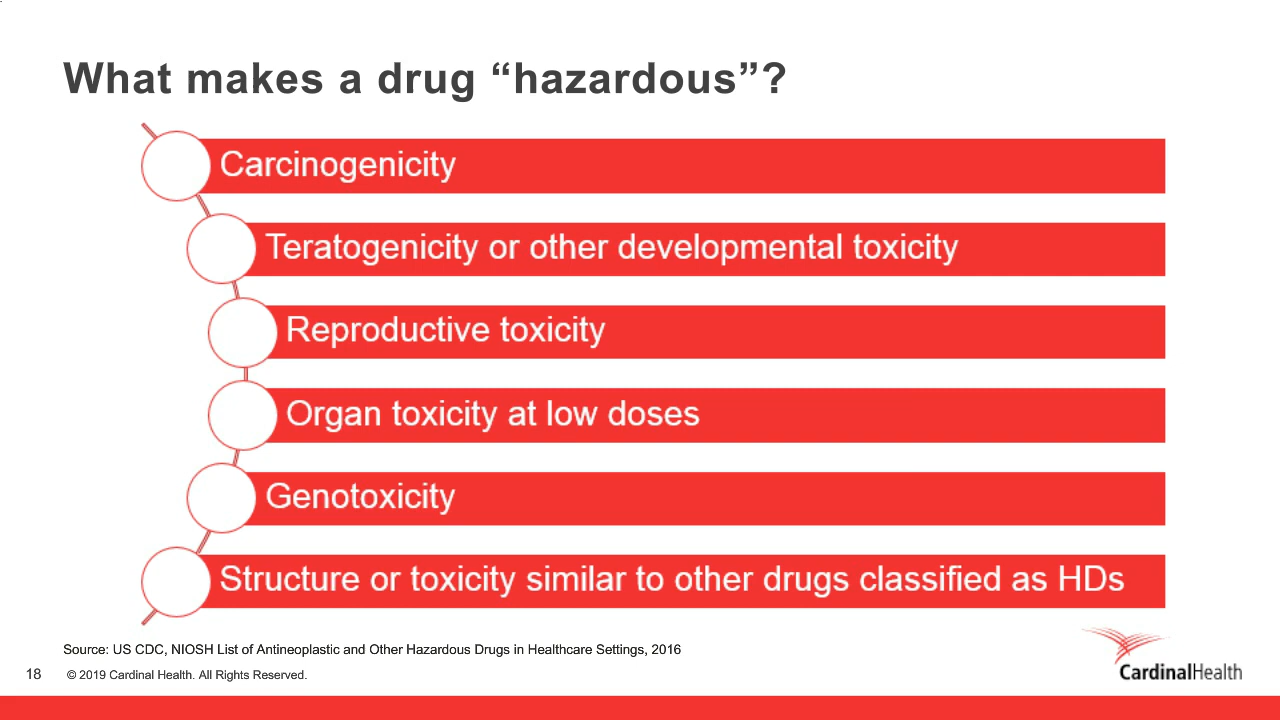 What makes a drug “hazardous”?
Carcinogenicity
Teratogenicity or other developmental toxicity
Reproductive toxicity
Organ toxicity at low doses
Genotoxicity
Structure or toxicity similar to other drugs classified as HDs
Source: US CDC, NIOSH List of Antineoplastic and Other Hazardous Drugs in Healthcare Settings, 2016
18 © 2019 Cardinal Health. All Rights Reserved.
CardinalHealth